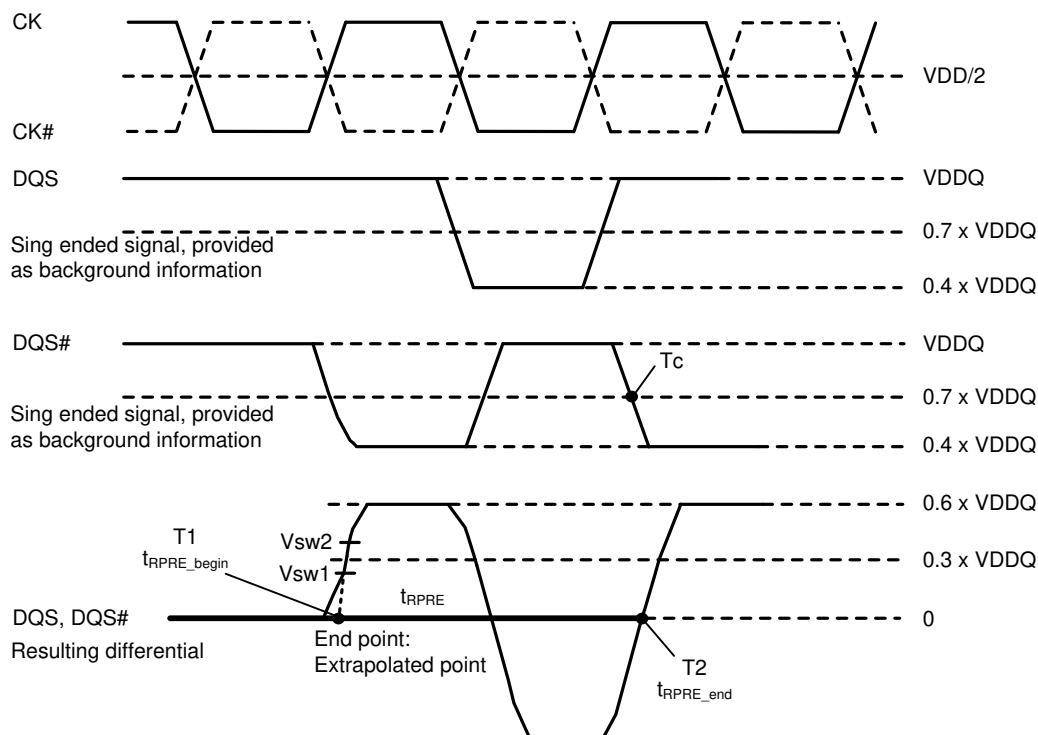 CK
VDD/2
CK#
DQS
VDDQ
0.7 x VDDQ
Sing ended signal, provided
as background information
0.4 x VDDQ
DQS#
VDDQ
Tc
0.7 x VDDQ
Sing ended signal, provided
as background information
0.4 x VDDQ
0.6 x VDDQ
T1
tRPRE_begin
Vsw2
0.3 x VDDQ
Vsw1
tRPRE
DQS, DQS#
0
Resulting differential
End point:
Extrapolated point
T2
tRPRE_end